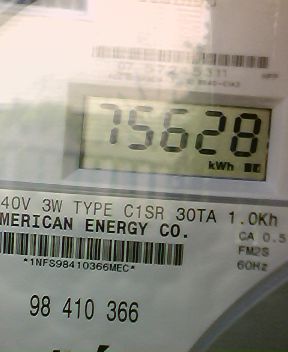 75628
kWh
40V 3W TYPE C1SR 30TA 1.0Kh
MERICAN ENERGY CO.
CA 0.5
FM2S
*1NFS98410366MEC*
60Hz
98 410 366